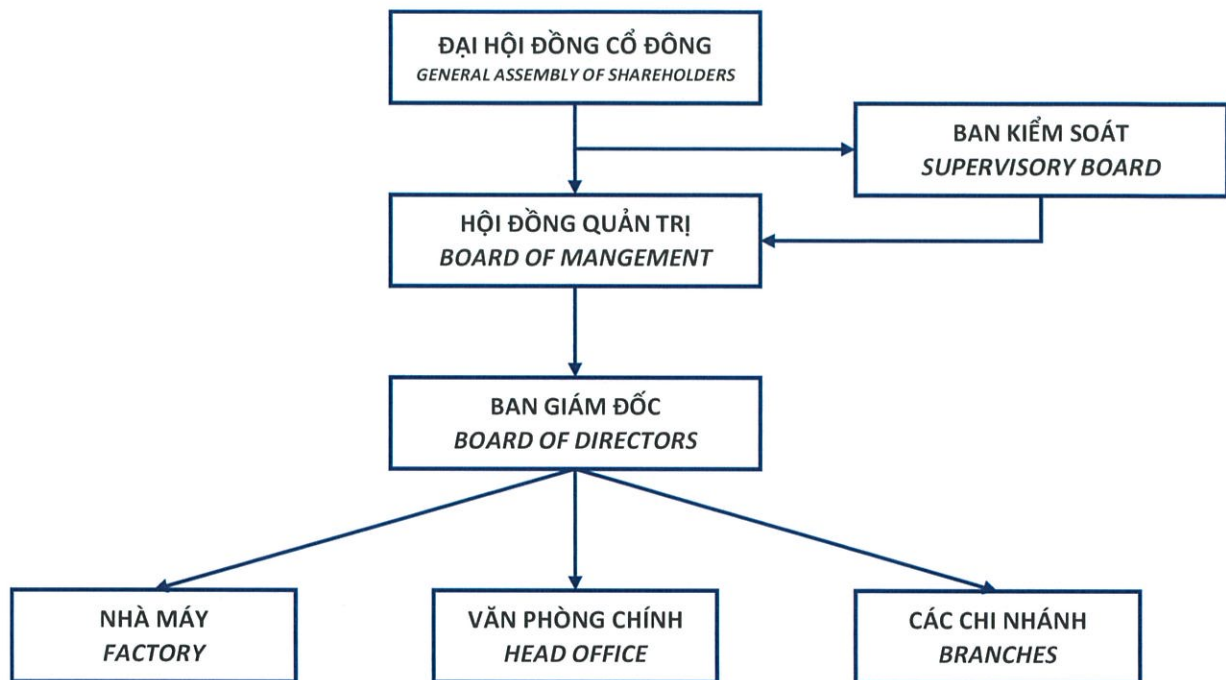 ĐẠI HỘI ĐỒNG CỔ ĐÔNG
GENERAL ASSEMBLY OF SHAREHOLDERS
BAN KIỂM SOÁT
SUPERVISORY BOARD
HỘI ĐỒNG QUẢN TRỊ
BOARD OF MANGEMENT
BAN GIÁM ĐỐC
BOARD OF DIRECTORS
NHÀ MÁY
FACTORY
VĂN PHÒNG CHÍNH
HEAD OFFICE
CÁC CHI NHÁNH
BRANCHES